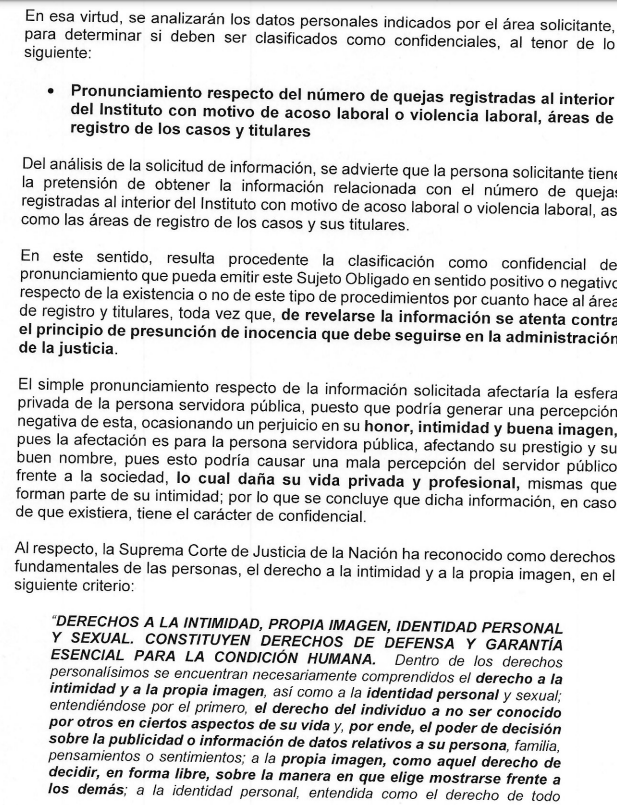 En esa virtud, se analizarán los datos personales indicados por el área solicitante,
para determinar si deben ser clasificados como confidenciales, al tenor de lo
siguiente:
• Pronunciamiento respecto del número de quejas registradas al interior
del Instituto con motivo de acoso laboral o violencia laboral, áreas de
registro de los casos y titulares
Del análisis de la solicitud de información, se advierte que la persona solicitante tiene
la pretensión de obtener la información relacionada con el número de quejas
registradas al interior del Instituto con motivo de acoso laboral o violencia laboral, as
como las áreas de registro de los casos y sus titulares.
En este sentido, resulta procedente la clasificación como confidencial de
pronunciamiento que pueda emitir este Sujeto Obligado en sentido positivo o negativo
respecto de la existencia o no de este tipo de procedimientos por cuanto hace al área
de registro y titulares, toda vez que, de revelarse la información se atenta contra
el principio de presunción de inocencia que debe seguirse en la administración
de la justicia.
El simple pronunciamiento respecto de la información solicitada afectaría la esfera
privada de la persona servidora pública, puesto que podría generar una percepción
negativa de esta, ocasionando un perjuicio en su honor, intimidad y buena imagen,
pues la afectación es para la persona servidora pública, afectando su prestigio y su
buen nombre, pues esto podría causar una mala percepción del servidor público
frente a la sociedad, lo cual daña su vida privada y profesional, mismas que
forman parte de su intimidad; por lo que se concluye que dicha información, en caso
de que existiera, tiene el carácter de confidencial.
Al respecto, la Suprema Corte de Justicia de la Nación ha reconocido como derechos
fundamentales de las personas, el derecho a la intimidad y a la propia imagen, en el
siguiente criterio:
"DERECHOS A LA INTIMIDAD, PROPIA IMAGEN, IDENTIDAD PERSONAL
Y SEXUAL. CONSTITUYEN DERECHOS DE DEFENSA Y GARANTÍA
ESENCIAL PARA LA CONDICIÓN HUMANA. Dentro de los derechos
personalísimos se encuentran necesariamente comprendidos el derecho a la
intimidad y a la propia imagen, así como a la identidad personal y sexual;
entendiéndose por el primero, el derecho del individuo a no ser conocido
por otros en ciertos aspectos de su vida y, por ende, el poder de decisión
sobre la publicidad o información de datos relativos a su persona, familia,
pensamientos o sentimientos; a la propia imagen, como aquel derecho de
decidir, en forma libre, sobre la manera en que elige mostrarse frente a
los demás; a la identidad personal, entendida como el derecho de todo